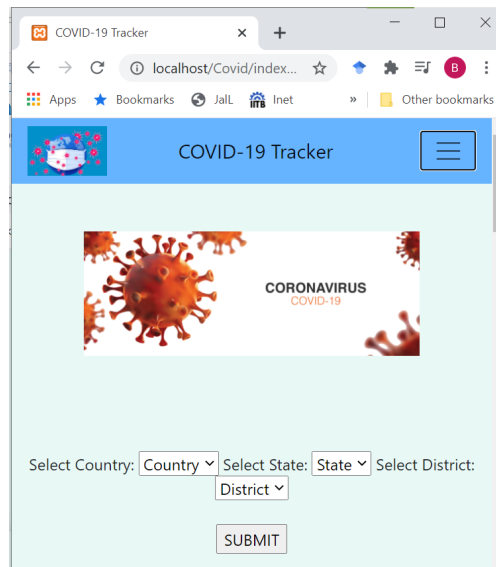 COVID-19 Tracker
localhost/Covid/index...
B
Apps Bookmarks JalL IITB Inet » Other bookmarks
COVID-19 Tracker
CORONAVIRUS
COVID-19
Select Country: Country Select State: State Select District:
District
SUBMIT